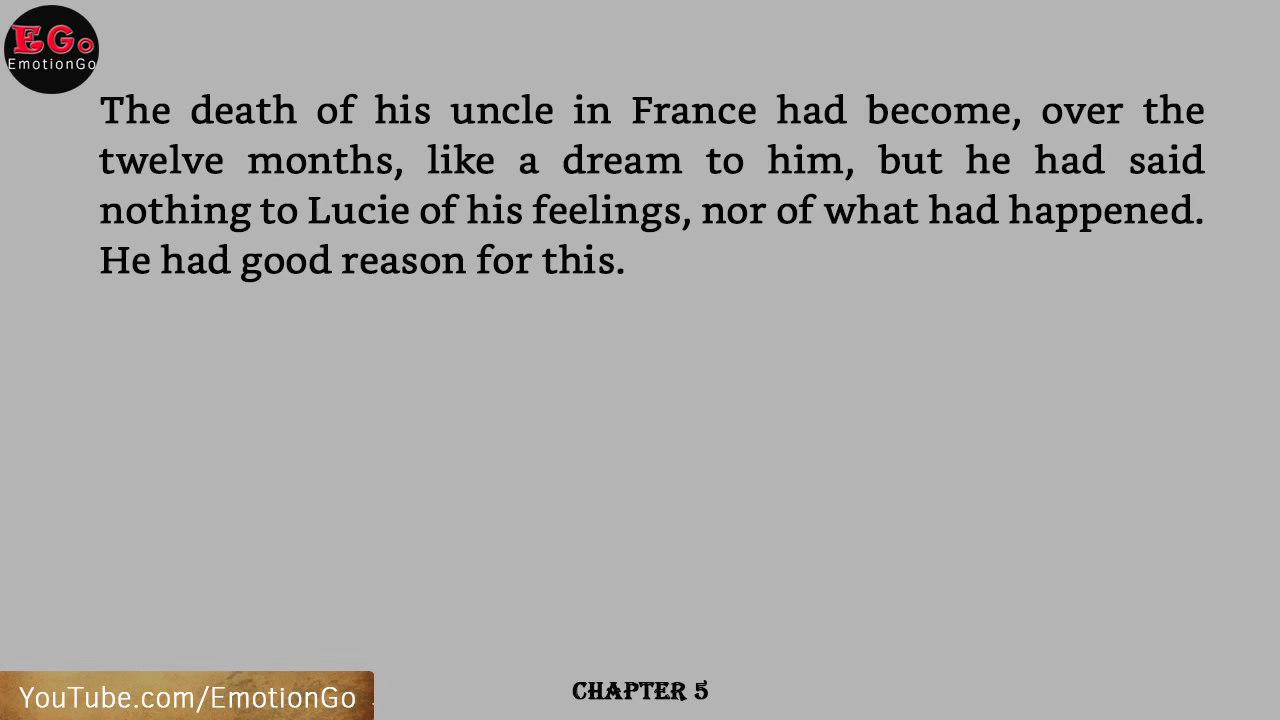 EGo
EmotionGo
The death of his uncle in France had become, over the
twelve months, like a dream to him, but he had said
nothing to Lucie of his feelings, nor of what had happened.
He had good reason for this.
YouTube.com/EmotionGo
CHAPTER 5